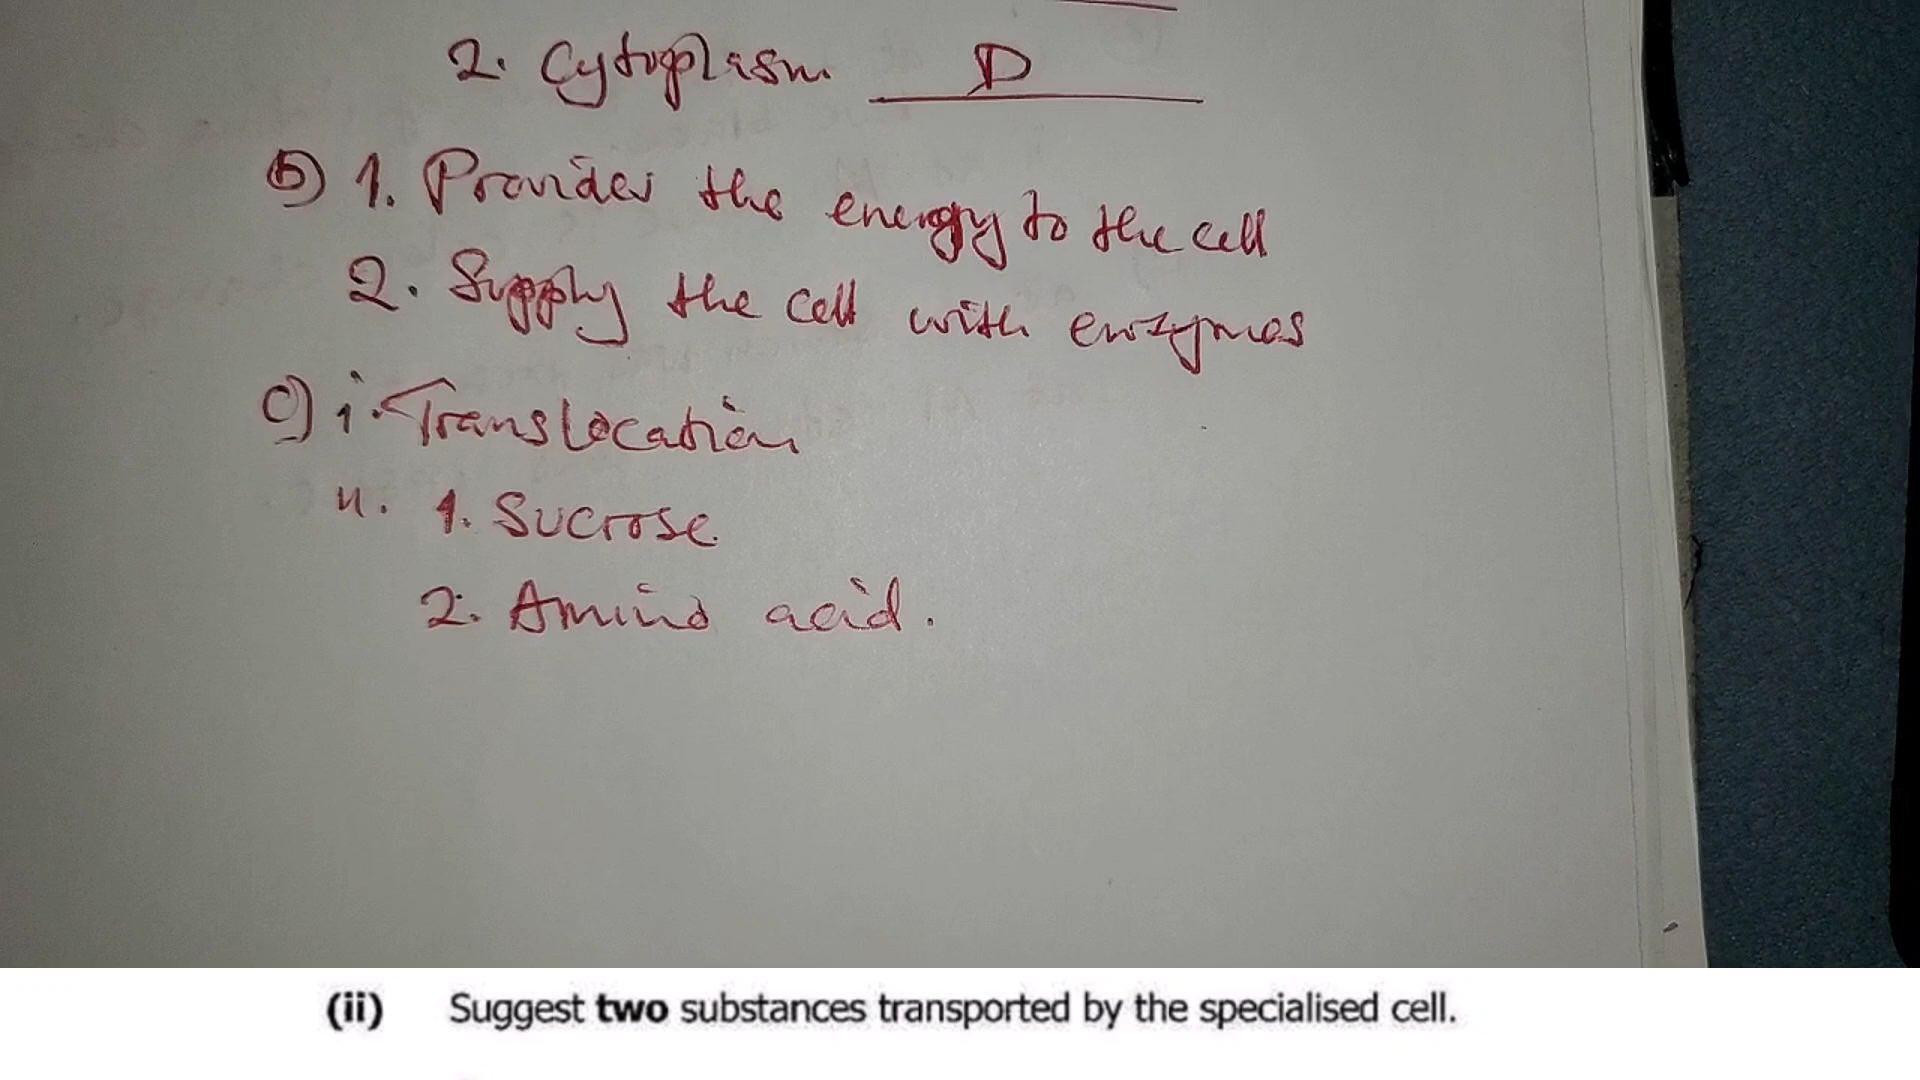 2. Cytoplasm D
b) 1. Provides the energy to the cell
2. Supply the cell with enzymes
c) i. Translocation
ii. 1. Sucrose.
2. Amino acid.
(ii) Suggest two substances transported by the specialised cell.